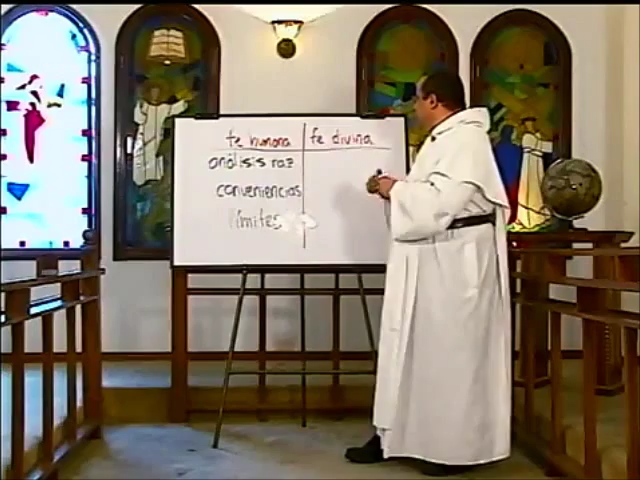 fe humana fe divina
análisis raz
conveniencias
límites